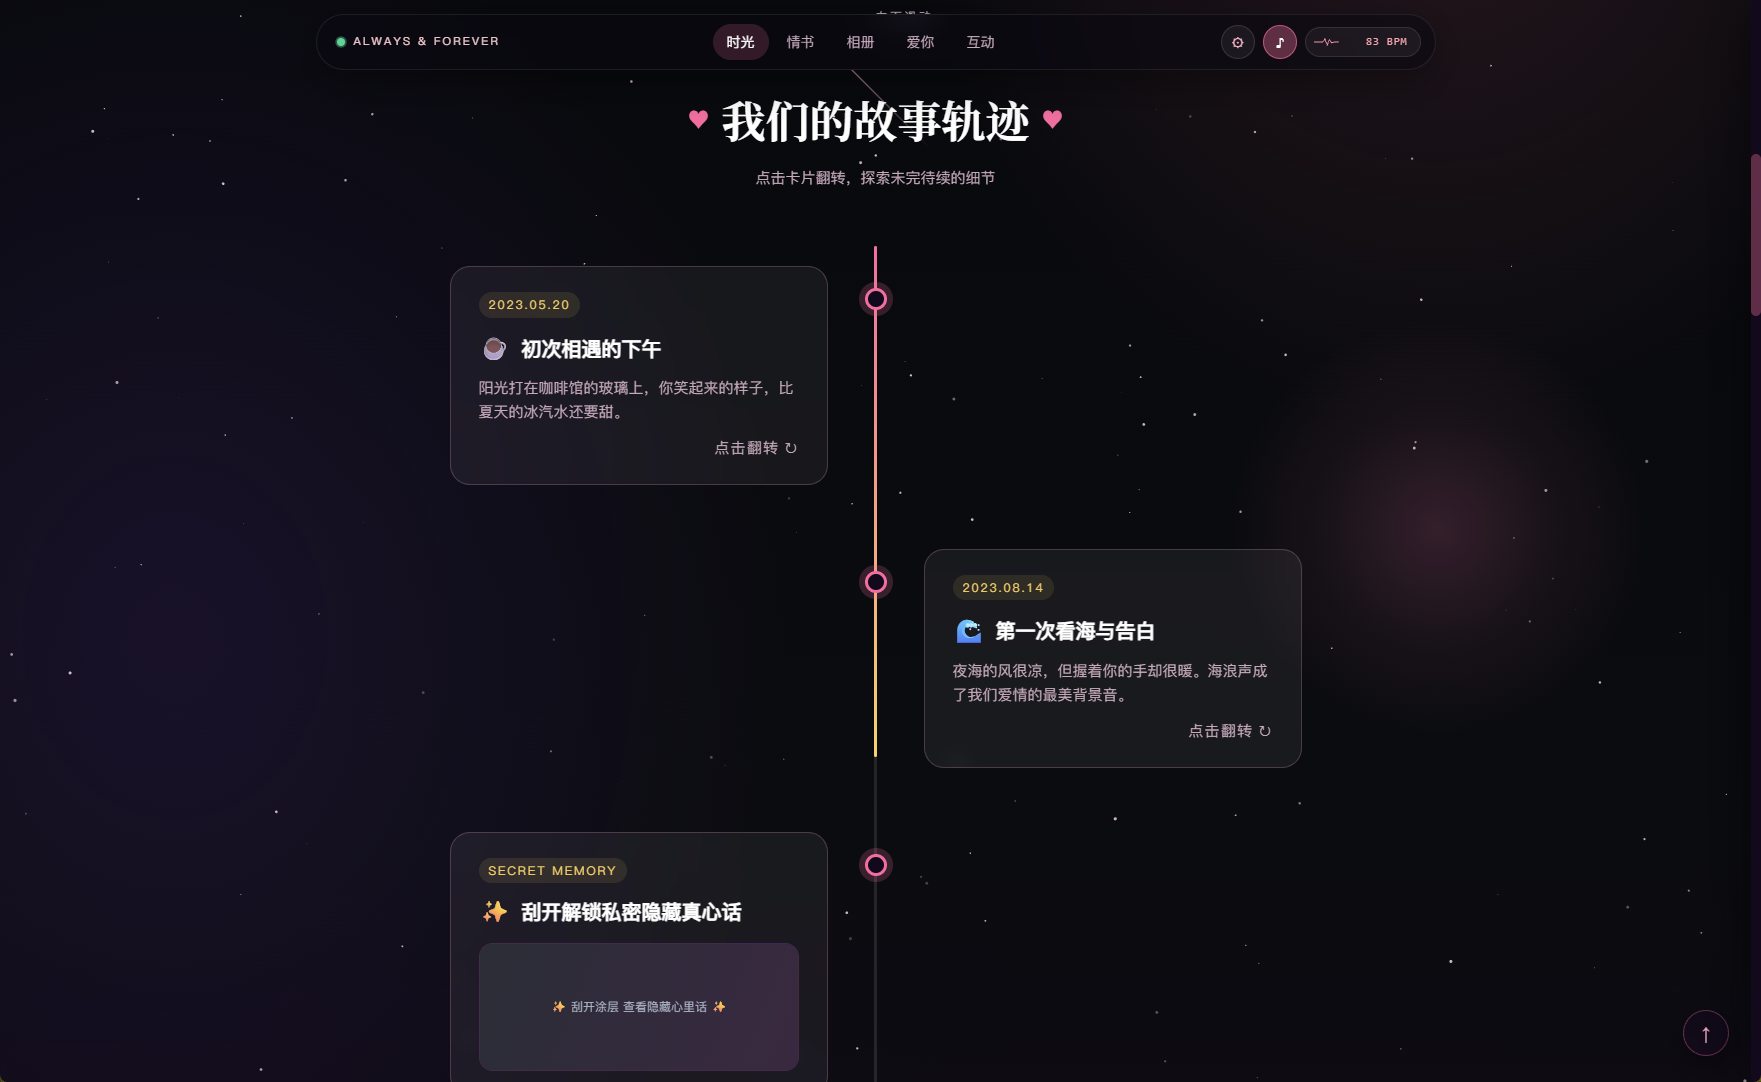 ALWAYS & FOREVER
时光
情书
相册
爱你
互动
83 BPM
我们的故事轨迹
点击卡片翻转，探索未完待续的细节
2023.05.20
初次相遇的下午
阳光打在咖啡馆的玻璃上，你笑起来的样子，比
夏天的冰汽水还要甜。
点击翻转 ↻
2023.08.14
第一次看海与告白
夜海的风很凉，但握着你的手却很暖。海浪声成
了我们爱情的最美背景音。
点击翻转 ↻
SECRET MEMORY
刮开解锁私密隐藏真心话
✨ 刮开涂层 查看隐藏心里话 ✨